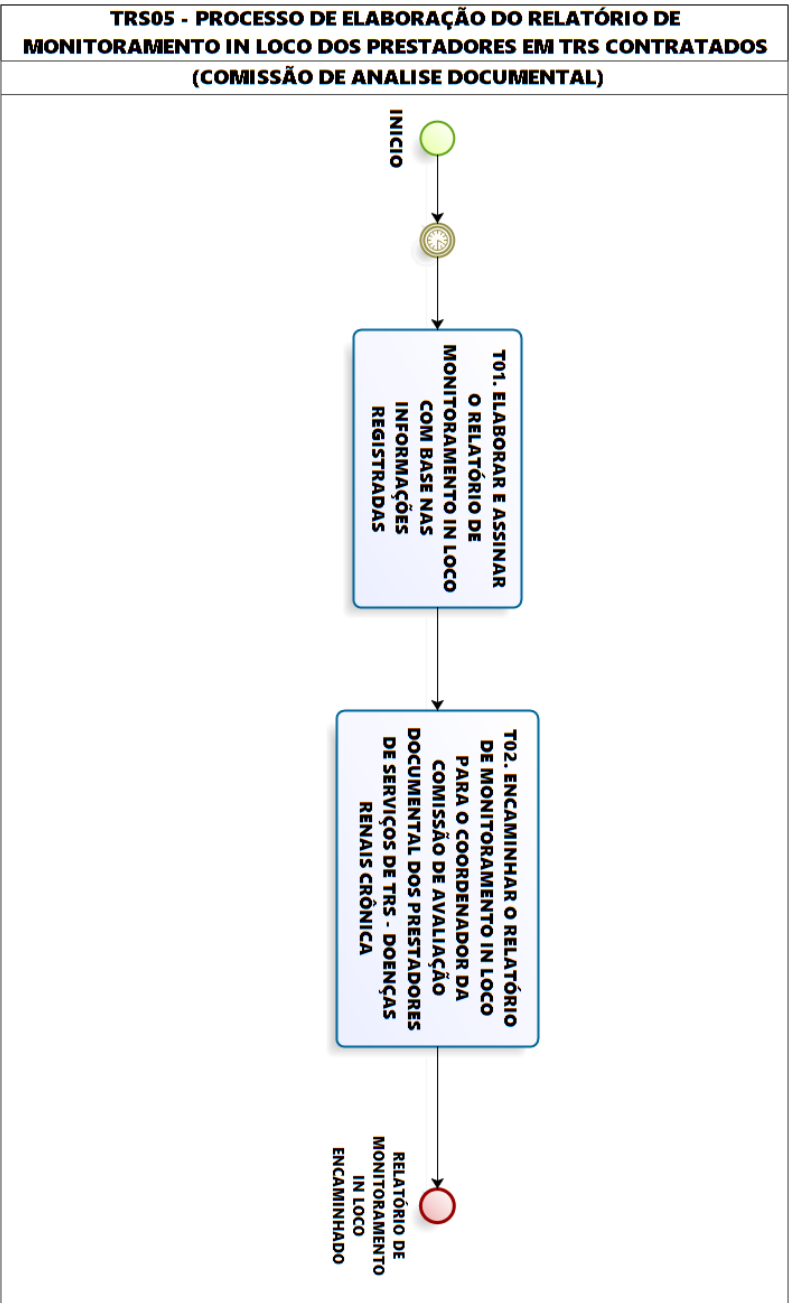 TRS05 - PROCESSO DE ELABORAÇÃO DO RELATÓRIO DE
MONITORAMENTO IN LOCO DOS PRESTADORES EM TRS CONTRATADOS
(COMISSÃO DE ANALISE DOCUMENTAL)
INICIO
T01. ELABORAR E ASSINAR
O RELATÓRIO DE
MONITORAMENTO IN LOCO
COM BASE NAS
INFORMAÇÕES
REGISTRADAS
T02. ENCAMINHAR O RELATÓRIO
DE MONITORAMENTO IN LOCO
PARA O COORDENADOR DA
COMISSÃO DE AVALIAÇÃO
DOCUMENTAL DOS PRESTADORES
DE SERVIÇOS DE TRS - DOENÇAS
RENAIS CRÔNICA
RELATÓRIO DE
MONITORAMENTO
IN LOCO
ENCAMINHADO